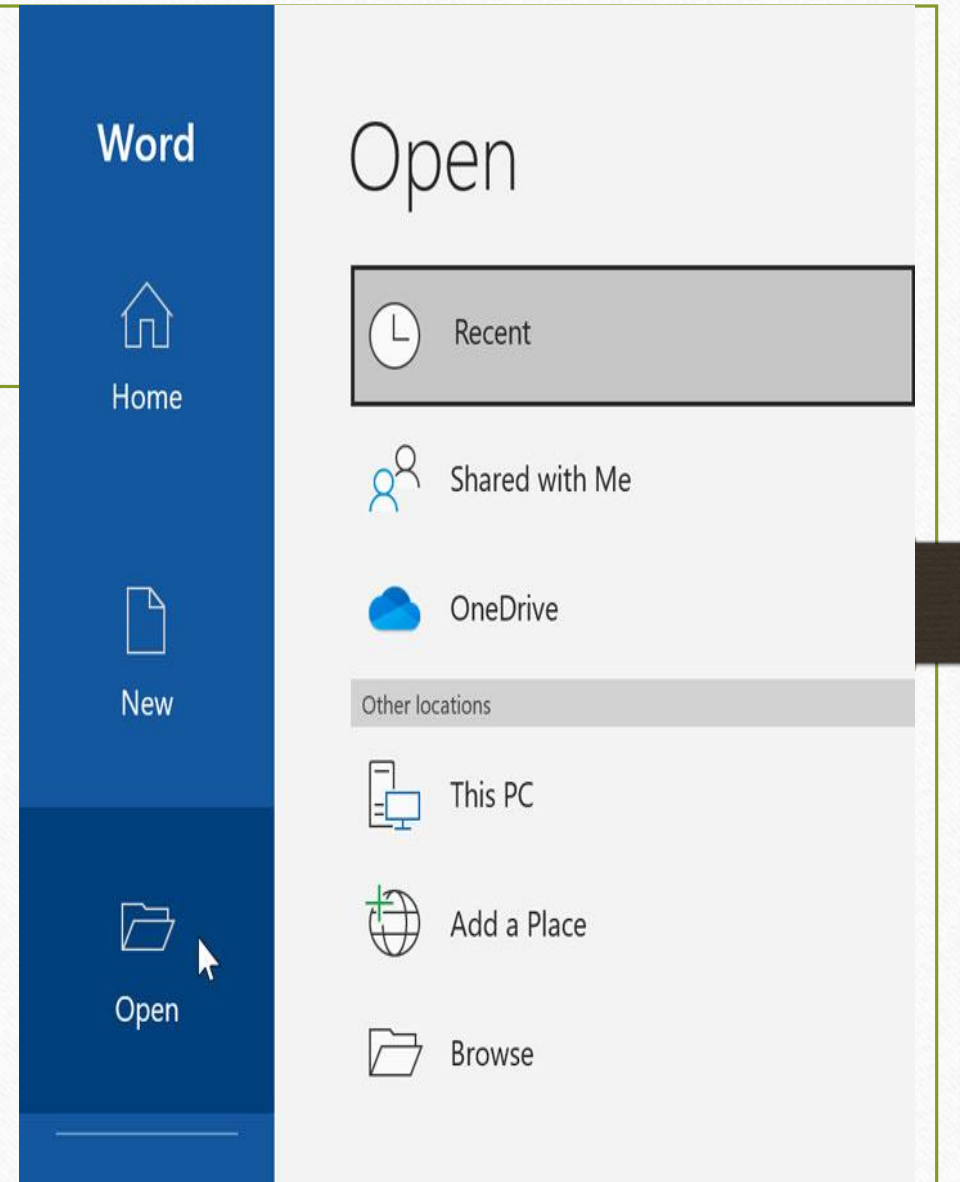 Word
Home
New
Open
Open
Recent
Shared with Me
OneDrive
Other locations
This PC
Add a Place
Browse